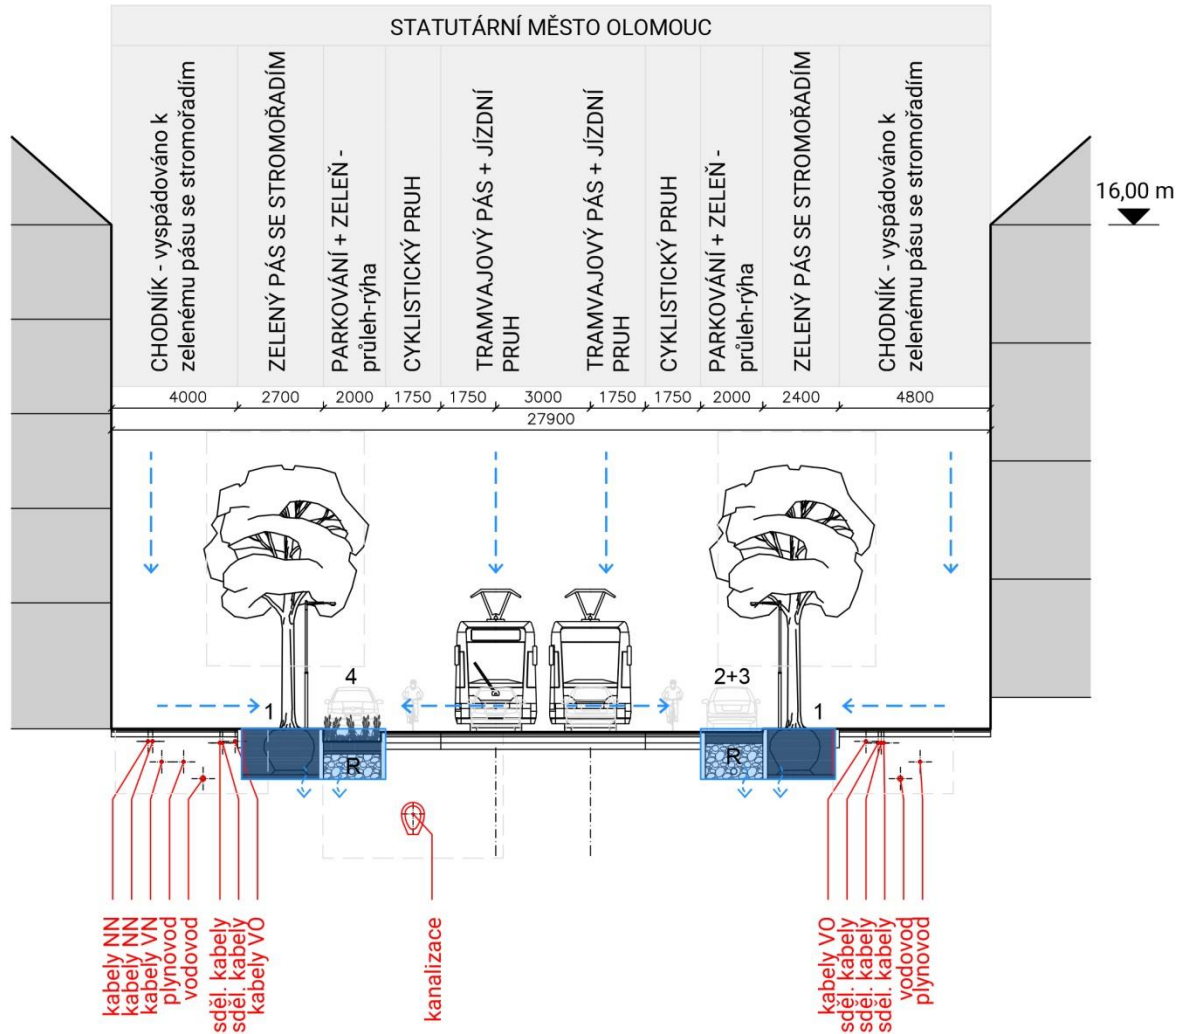 STATUTÁRNÍ MĚSTO OLOMOUC
CHODNÍK - vyspádováno k
zelenému pásu se stromořadím
ZELENÝ PÁS SE STROMOŘADÍM
PARKOVÁNÍ + ZELEŇ -
průleh-rýha
CYKLISTICKÝ PRUH
TRAMVAJOVÝ PÁS + JÍZDNÍ
PRUH
TRAMVAJOVÝ PÁS + JÍZDNÍ
PRUH
CYKLISTICKÝ PRUH
PARKOVÁNÍ + ZELEŇ -
průleh-rýha
ZELENÝ PÁS SE STROMOŘADÍM
CHODNÍK - vyspádováno k
zelenému pásu se stromořadím
16,00 m
4000 2700 2000 1750 1750 3000 1750 1750 2000 2400 4800
27900
4 2+3
1 1
R R
kabely NN
kabely NN
kabely VN
plynovod
vodovod
sděl. kabely
sděl. kabely
kabely VO
kanalizace
kabely VO
sděl. kabely
sděl. kabely
sděl. kabely
vodovod
plynovod